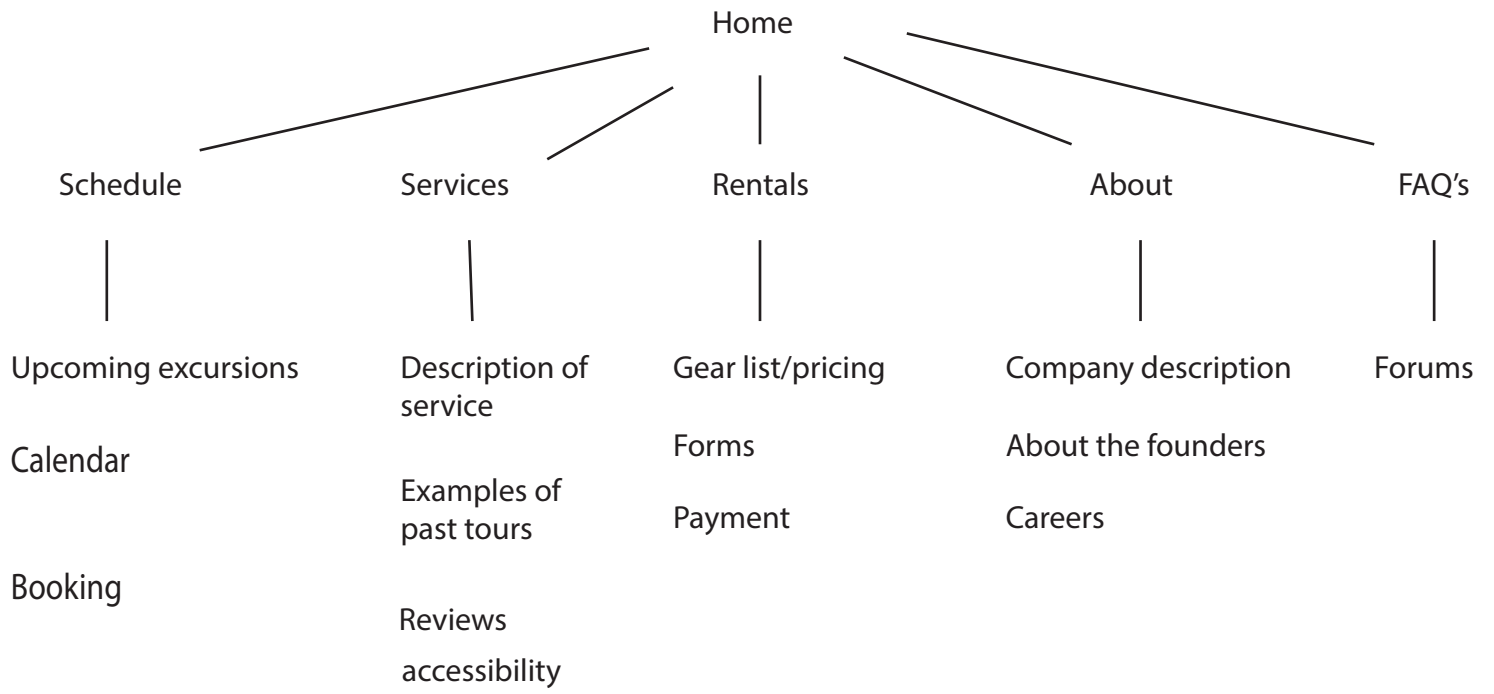 Home
Schedule
Services
Rentals
About
FAQ's
Upcoming excursions
Calendar
Booking
Description of
service
Examples of
past tours
Reviews
accessibility
Gear list/pricing
Forms
Payment
Company description
About the founders
Careers
Forums